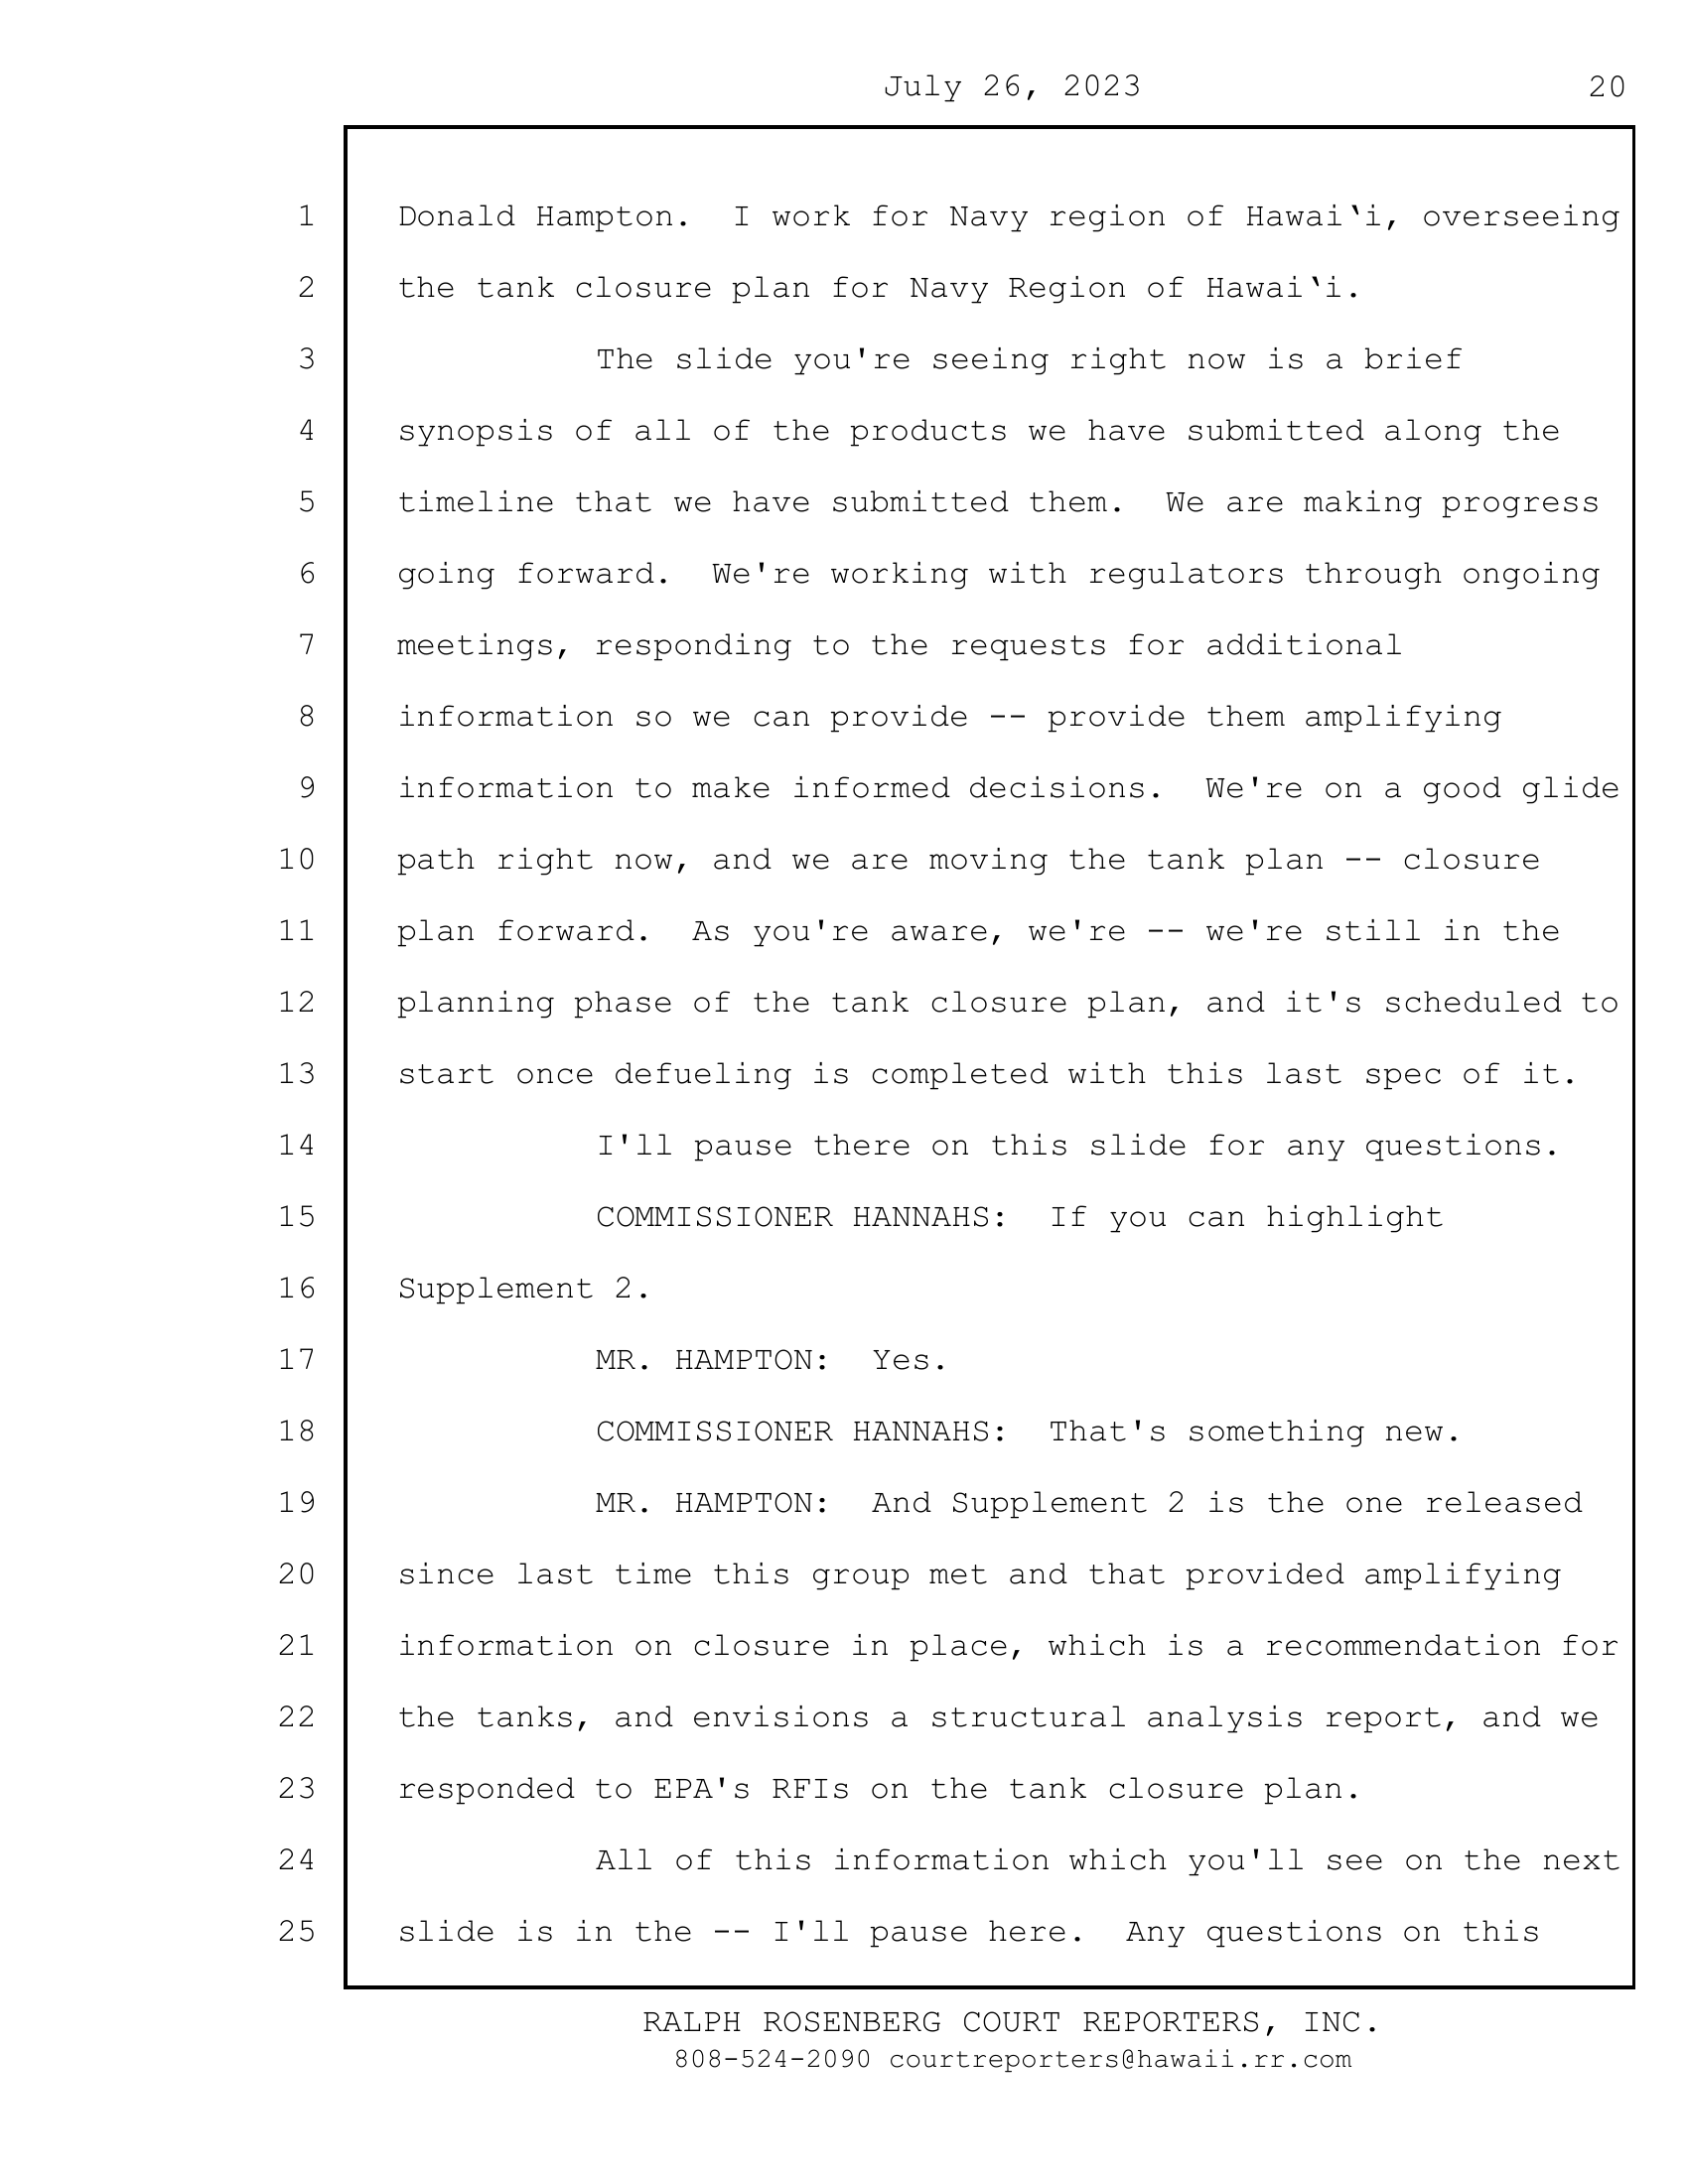 July 26, 2023 20
1 Donald Hampton.  I work for Navy region of Hawai‘i, overseeing
2 the tank closure plan for Navy Region of Hawai‘i.
3 The slide you're seeing right now is a brief
4 synopsis of all of the products we have submitted along the
5 timeline that we have submitted them.  We are making progress
6 going forward.  We're working with regulators through ongoing
7 meetings, responding to the requests for additional
8 information so we can provide -- provide them amplifying
9 information to make informed decisions.  We're on a good glide
10 path right now, and we are moving the tank plan -- closure
11 plan forward.  As you're aware, we're -- we're still in the
12 planning phase of the tank closure plan, and it's scheduled to
13 start once defueling is completed with this last spec of it.
14 I'll pause there on this slide for any questions.
15 COMMISSIONER HANNAHS:  If you can highlight
16 Supplement 2.
17 MR. HAMPTON:  Yes.
18 COMMISSIONER HANNAHS:  That's something new.
19 MR. HAMPTON:  And Supplement 2 is the one released
20 since last time this group met and that provided amplifying
21 information on closure in place, which is a recommendation for
22 the tanks, and envisions a structural analysis report, and we
23 responded to EPA's RFIs on the tank closure plan.
24 All of this information which you'll see on the next
25 slide is in the -- I'll pause here.  Any questions on this
RALPH ROSENBERG COURT REPORTERS, INC.
808-524-2090 courtreporters@hawaii.rr.com